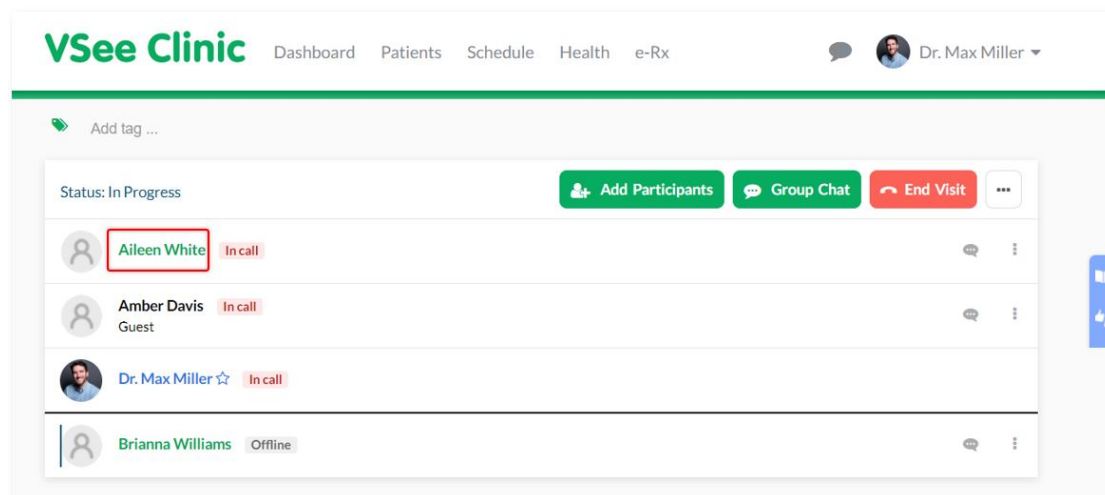 VSee Clinic Dashboard Patients Schedule Health e-Rx Dr. Max Miller
Add tag ...
Status: In Progress Add Participants Group Chat End Visit
Aileen White In call
Amber Davis In call
Guest
Dr. Max Miller In call
Brianna Williams Offline